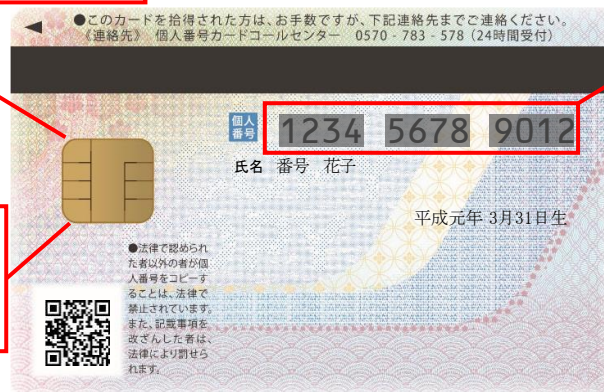 ●このカードを拾得された方は、お手数ですが、下記連絡先までご連絡ください。
《連絡先》 個人番号カードコールセンター 0570-783-578（24時間受付）
個人
番号
1234 5678 9012
氏名 番号 花子
平成元年 3月31日生
●法律で認められ
た者以外の者が個
人番号をコピーす
ることは、法律で
禁止されています。
また、記載事項を
改ざんした者は、
法律により罰せら
れます。